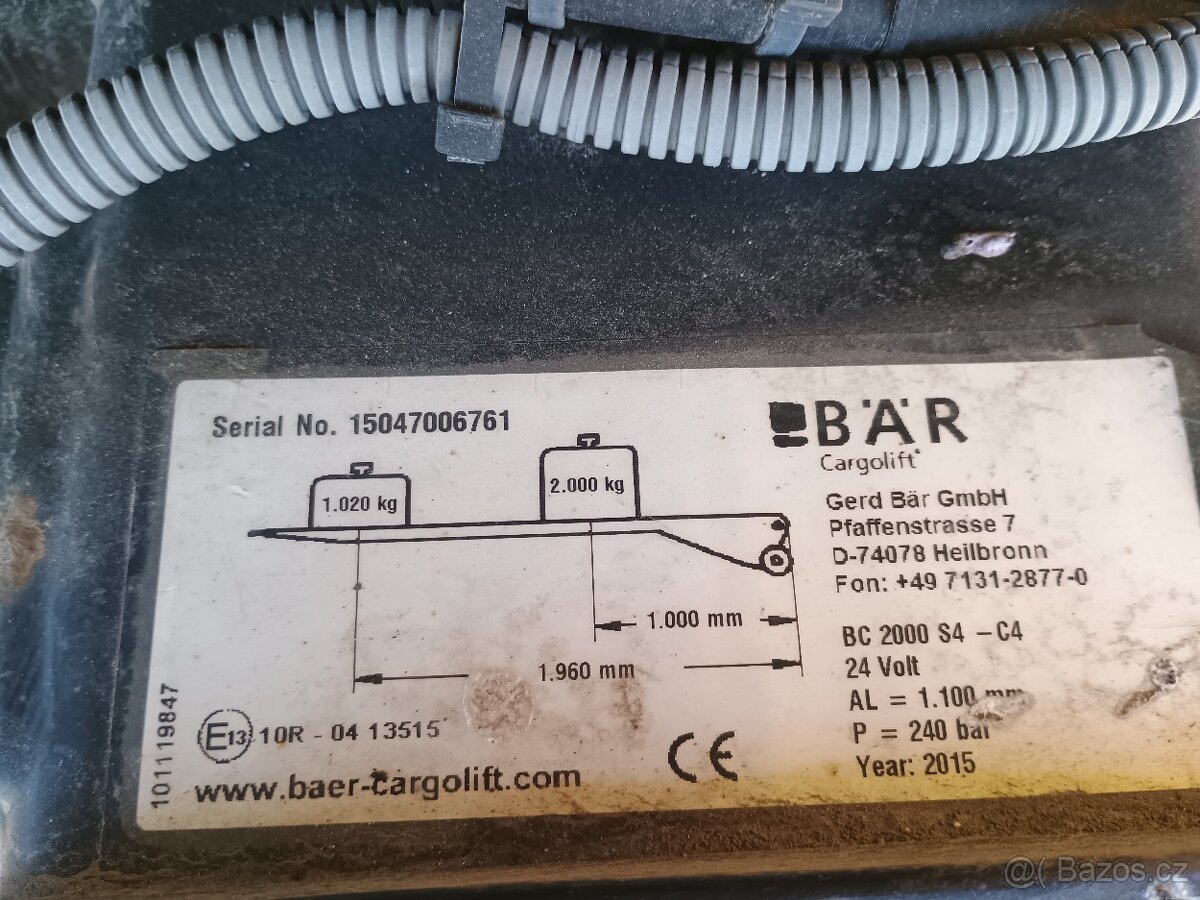 Serial No. 15047006761
1.020 kg
2.000 kg
1.000 mm
1.960 mm
BÄR
Cargolift
Gerd Bär GmbH
Pfaffenstrasse 7
D-74078 Heilbronn
Fon: +49 7131-2877-0
BC 2000 S4 - C4
24 Volt
AL = 1.100 mm
P = 240 bar
Year: 2015
101119847
E13 10R - 04 13515
CE
www.baer-cargolift.com
@( Bazos.cz